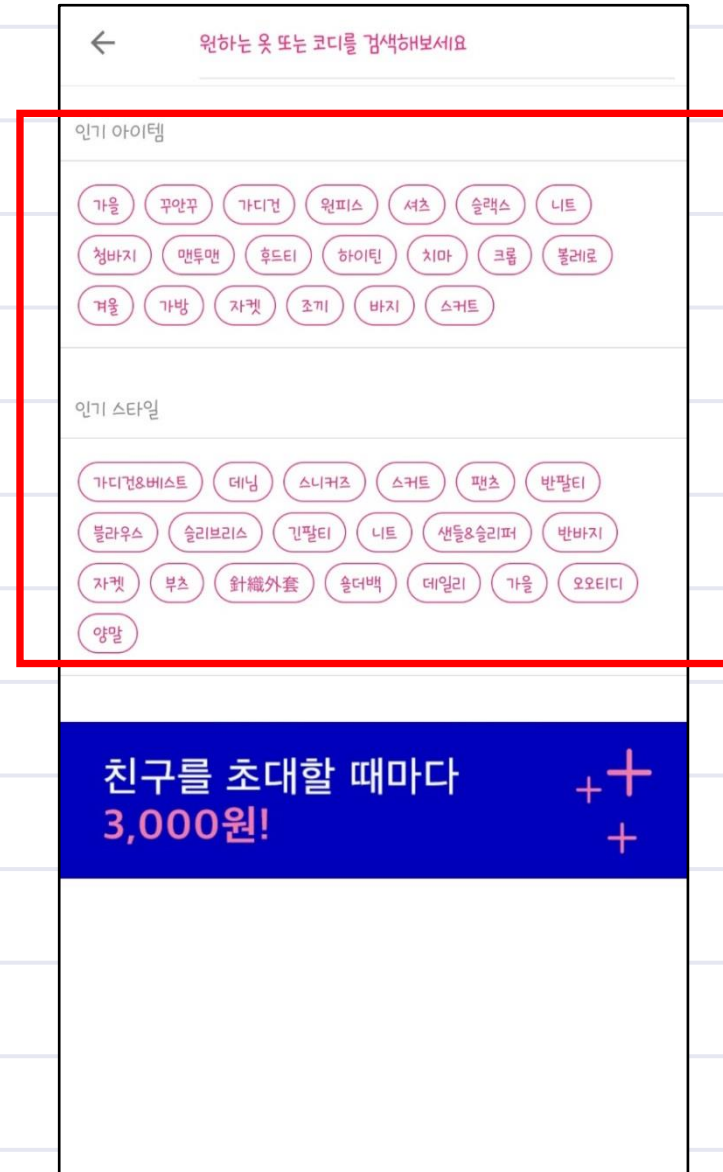 원하는 옷 또는 코디를 검색해보세요
인기 아이템
가을 꾸안꾸 가디건 원피스 셔츠 슬랙스 니트
청바지 맨투맨 후드티 하이틴 치마 크롭 볼레로
겨울 가방 자켓 조끼 바지 스커트
인기 스타일
가디건&베스트 데님 스니커즈 스커트 팬츠 반팔티
블라우스 슬리브리스 긴팔티 니트 샌들&슬리퍼 반바지
자켓 부츠 針織外套 숄더백 데일리 가을 오오티디
양말
친구를 초대할 때마다
3,000원!